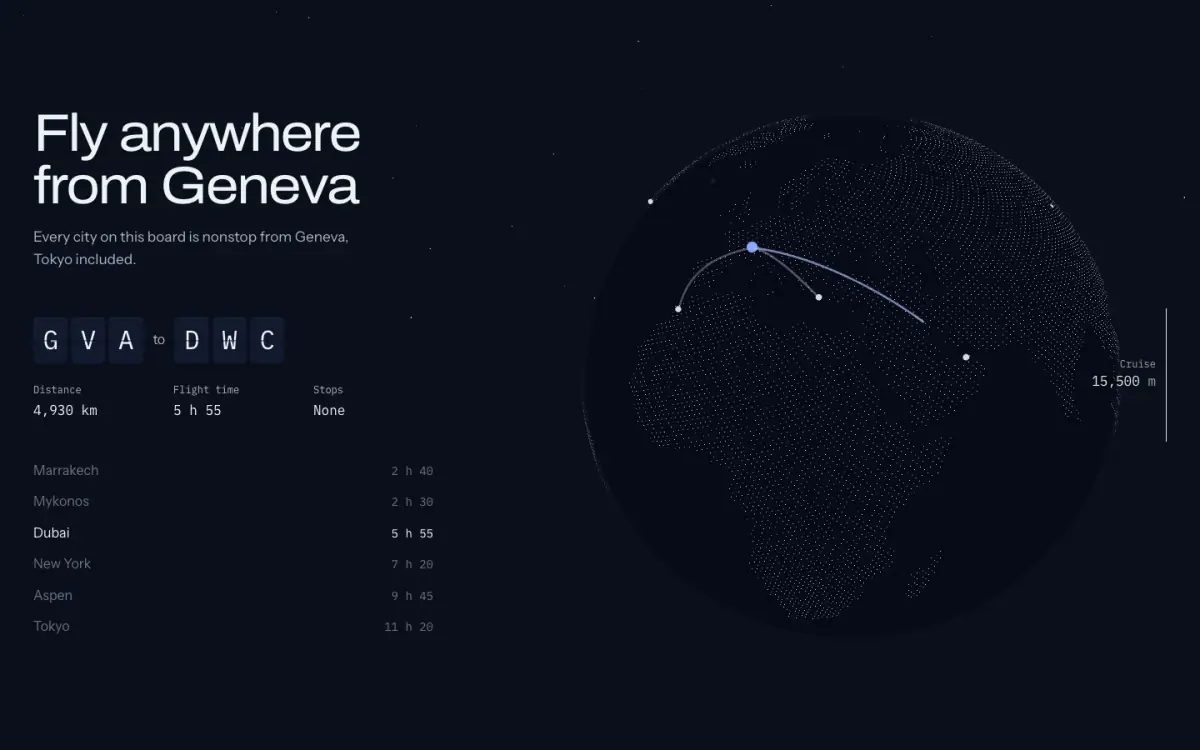 Fly anywhere
from Geneva
Every city on this board is nonstop from Geneva,
Tokyo included.
G V A to D W C
Distance Flight time Stops
4,930 km 5 h 55 None
Cruise
15,500 m
Marrakech 2 h 40
Mykonos 2 h 30
Dubai 5 h 55
New York 7 h 20
Aspen 9 h 45
Tokyo 11 h 20